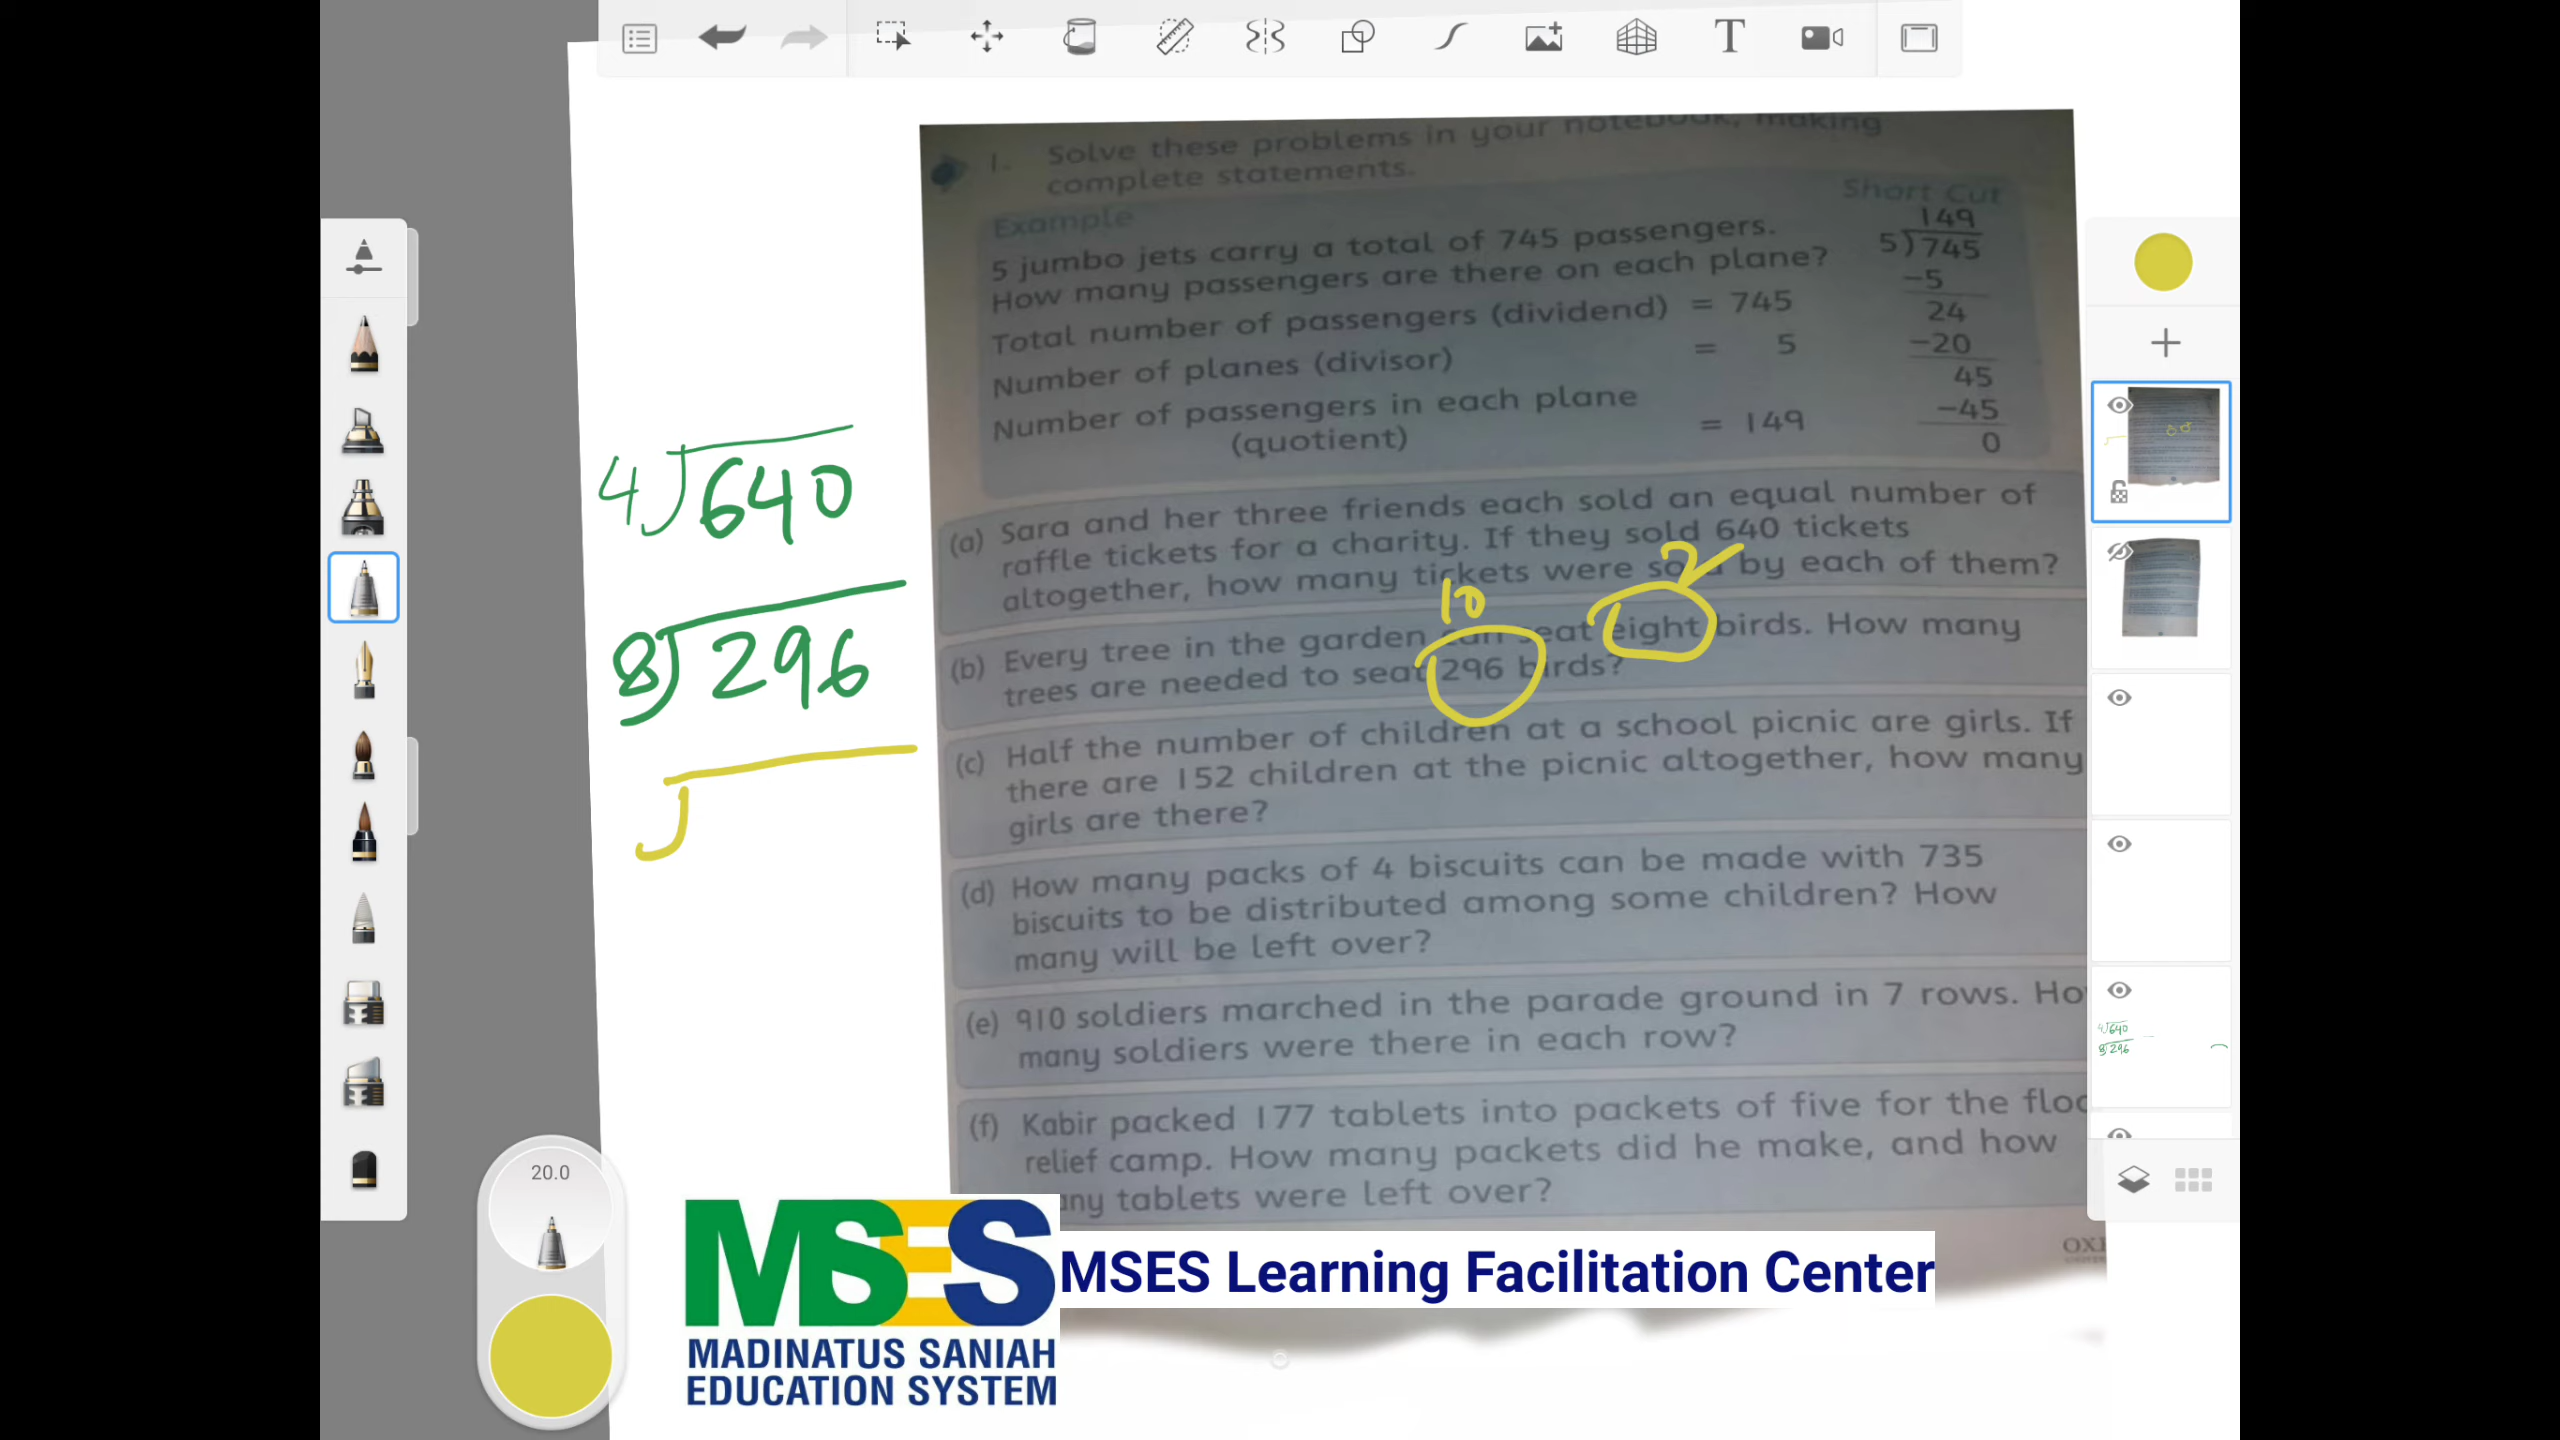 1. Solve these problems in your notebook, making
complete statements.
Example
Short Cut
5 jumbo jets carry a total of 745 passengers.
How many passengers are there on each plane?
Total number of passengers (dividend) = 745
Number of planes (divisor) = 5
Number of passengers in each plane
(quotient) = 149
149
5)745
−5
24
−20
45
−45
0
(a) Sara and her three friends each sold an equal number of
raffle tickets for a charity. If they sold 640 tickets
altogether, how many tickets were sold by each of them?
(b) Every tree in the garden can seat eight birds. How many
trees are needed to seat 296 birds?
(c) Half the number of children at a school picnic are girls. If
there are 152 children at the picnic altogether, how many
girls are there?
(d) How many packs of 4 biscuits can be made with 735
biscuits to be distributed among some children? How
many will be left over?
(e) 910 soldiers marched in the parade ground in 7 rows. Ho
many soldiers were there in each row?
(f) Kabir packed 177 tablets into packets of five for the floo
relief camp. How many packets did he make, and how
any tablets were left over?
4)640
8)296
10
2
T
20.0
MSES
MADINATUS SANIAH
EDUCATION SYSTEM
MSES Learning Facilitation Center